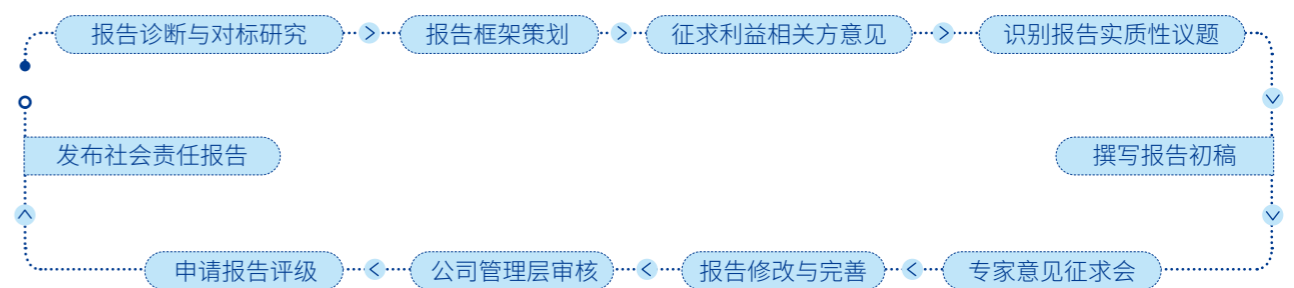 报告诊断与对标研究
报告框架策划
征求利益相关方意见
识别报告实质性议题
撰写报告初稿
专家意见征求会
报告修改与完善
公司管理层审核
申请报告评级
发布社会责任报告